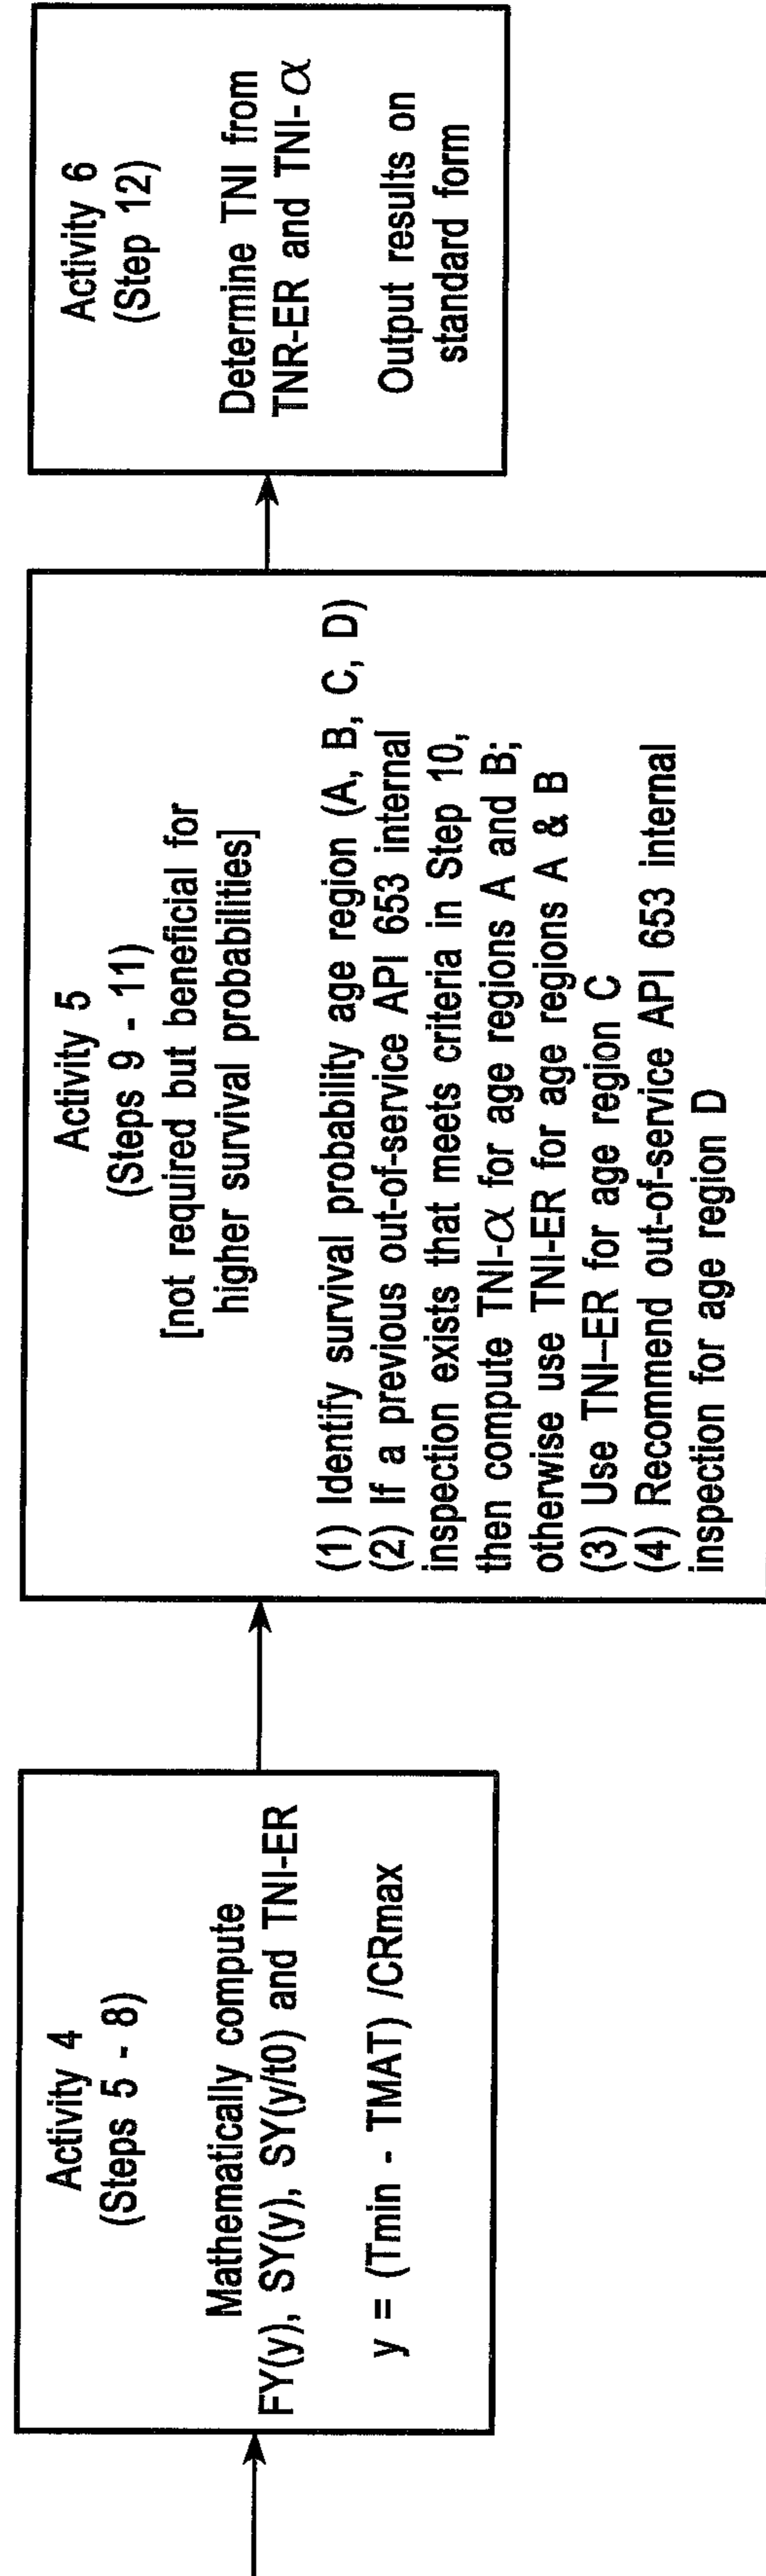 Activity 4
(Steps 5 - 8)
Mathematically compute
FY(y), SY(y), SY(y/t0) and TNI-ER
y = (Tmin - TMAT) /CRmax
Activity 5
(Steps 9 - 11)
[not required but beneficial for
higher survival probabilities]
(1) Identify survival probability age region (A, B, C, D)
(2) If a previous out-of-service API 653 internal
inspection exists that meets criteria in Step 10,
then compute TNI-α for age regions A and B;
otherwise use TNI-ER for age regions A & B
(3) Use TNI–ER for age region C
(4) Recommend out-of-service API 653 internal
inspection for age region D
Activity 6
(Step 12)
Determine TNI from
TNR-ER and TNI-α
Output results on
standard form